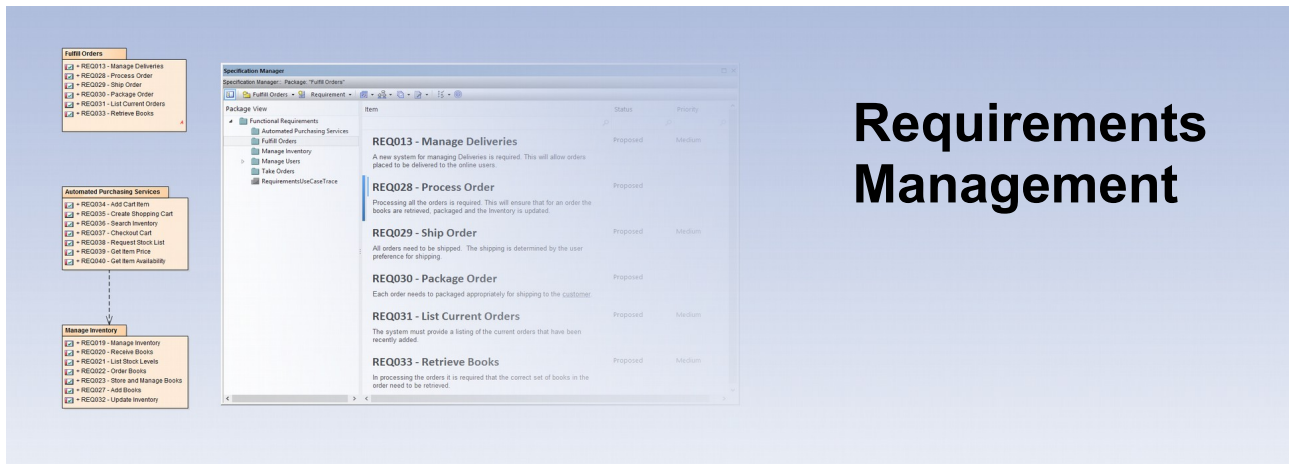 Fulfill Orders
+ REQ013 - Manage Deliveries
+ REQ028 - Process Order
+ REQ029 - Ship Order
+ REQ030 - Package Order
+ REQ031 - List Current Orders
+ REQ033 - Retrieve Books
Automated Purchasing Services
+ REQ034 - Add Cart Item
+ REQ035 - Create Shopping Cart
+ REQ036 - Search Inventory
+ REQ037 - Checkout Cart
+ REQ038 - Request Stock List
+ REQ039 - Get Item Price
+ REQ040 - Get Item Availability
Manage Inventory
+ REQ019 - Manage Inventory
+ REQ020 - Receive Books
+ REQ021 - List Stock Levels
+ REQ022 - Order Books
+ REQ023 - Store and Manage Books
+ REQ027 - Add Books
+ REQ032 - Update Inventory
Specification Manager
Specification Manager: Package: "Fulfill Orders"
Fulfill Orders Requirement
Package View
Functional Requirements
Automated Purchasing Services
Fulfill Orders
Manage Inventory
Manage Users
Take Orders
RequirementsUseCaseTrace
Item Status Priority
REQ013 - Manage Deliveries Proposed Medium
A new system for managing Deliveries is required. This will allow orders
placed to be delivered to the online users.
REQ028 - Process Order Proposed
Processing all the orders is required. This will ensure that for an order the
books are retrieved, packaged and the Inventory is updated.
REQ029 - Ship Order Proposed Medium
All orders need to be shipped. The shipping is determined by the user
preference for shipping.
REQ030 - Package Order Proposed
Each order needs to packaged appropriately for shipping to the customer.
REQ031 - List Current Orders Proposed Medium
The system must provide a listing of the current orders that have been
recently added.
REQ033 - Retrieve Books Proposed Medium
In processing the orders it is required that the correct set of books in the
order need to be retrieved.
Requirements
Management